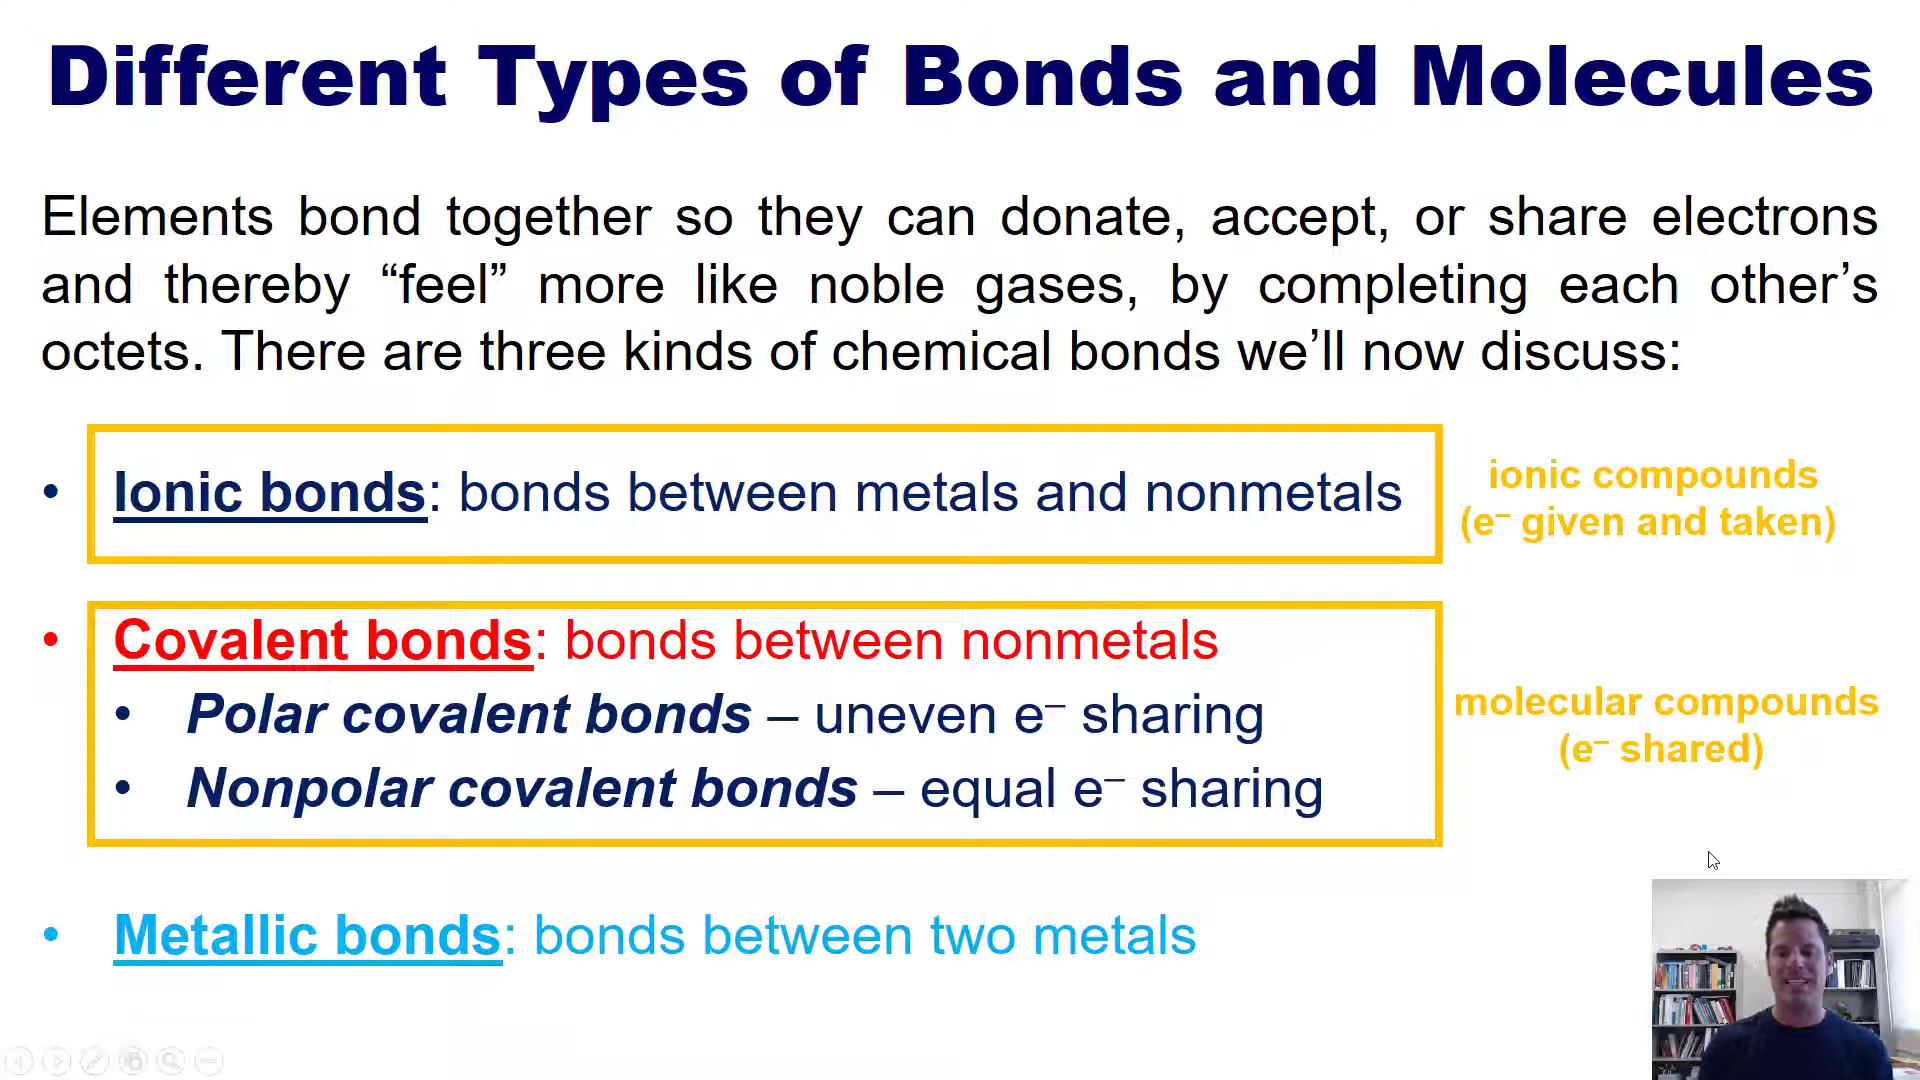 Different Types of Bonds and Molecules
Elements bond together so they can donate, accept, or share electrons
and thereby “feel” more like noble gases, by completing each other’s
octets. There are three kinds of chemical bonds we’ll now discuss:
• Ionic bonds: bonds between metals and nonmetals
ionic compounds
(e⁻ given and taken)
• Covalent bonds: bonds between nonmetals
• Polar covalent bonds – uneven e⁻ sharing
• Nonpolar covalent bonds – equal e⁻ sharing
molecular compounds
(e⁻ shared)
• Metallic bonds: bonds between two metals